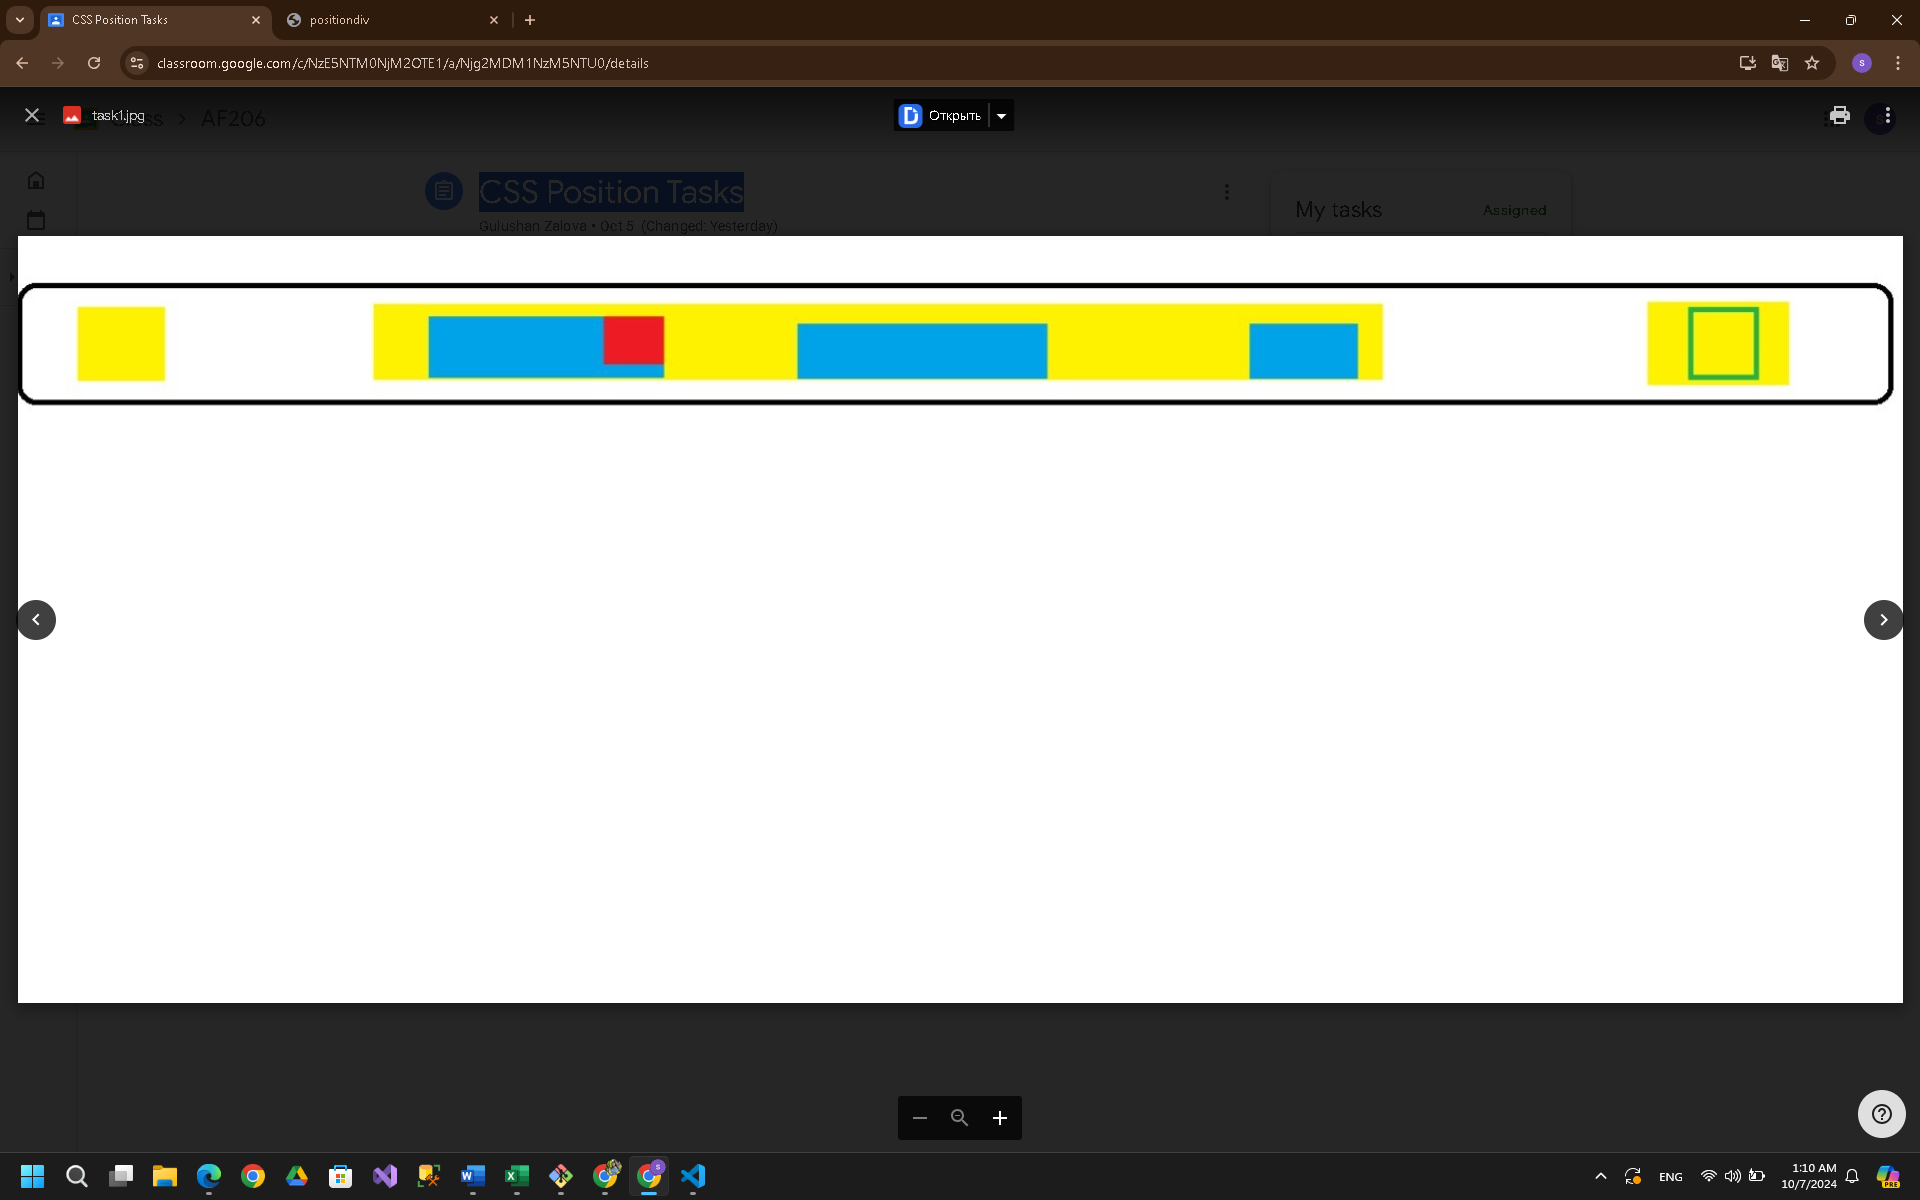 CSS Position Tasks
positiondiv
classroom.google.com/c/NzE5NTM0NjM2OTE1/a/Njg2MDM1NzM5NTU0/details
task1.jpg
AF206
Открыть
CSS Position Tasks
Gulushan Zalova • Oct 5 (Changed: Yesterday)
My tasks
Assigned
ENG
1:10 AM
10/7/2024
PRE